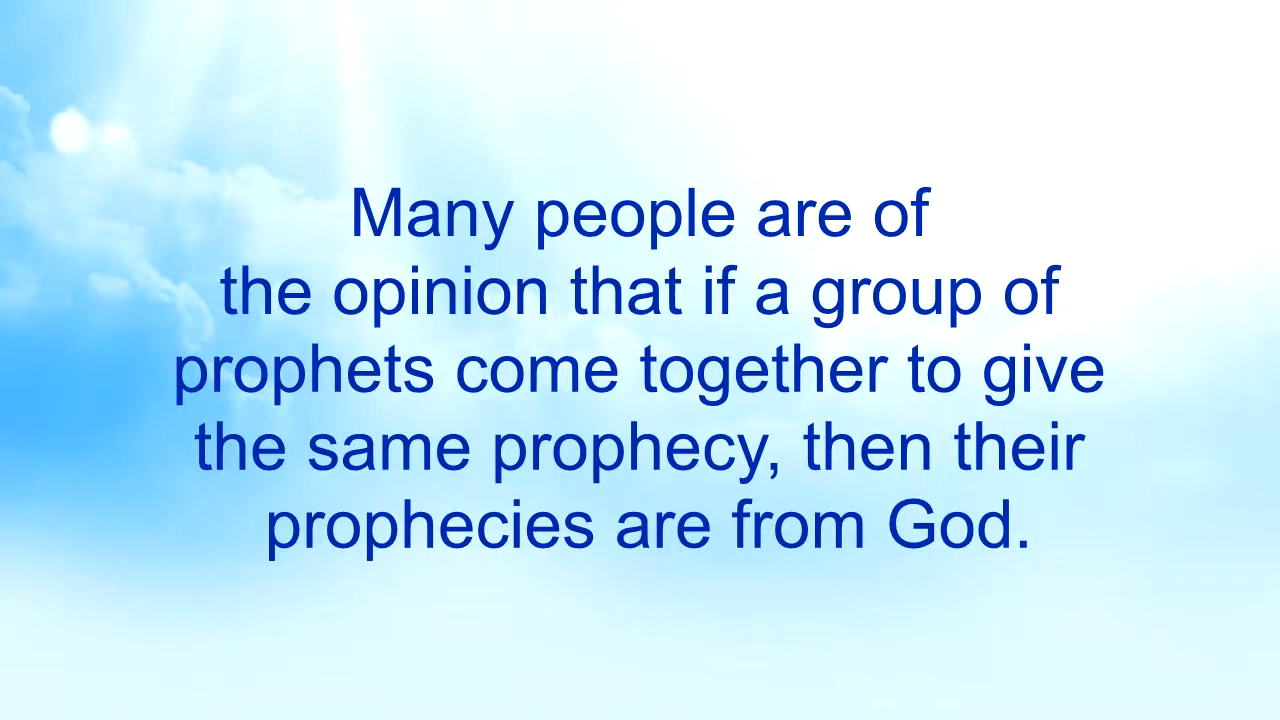 Many people are of
the opinion that if a group of
prophets come together to give
the same prophecy, then their
prophecies are from God.